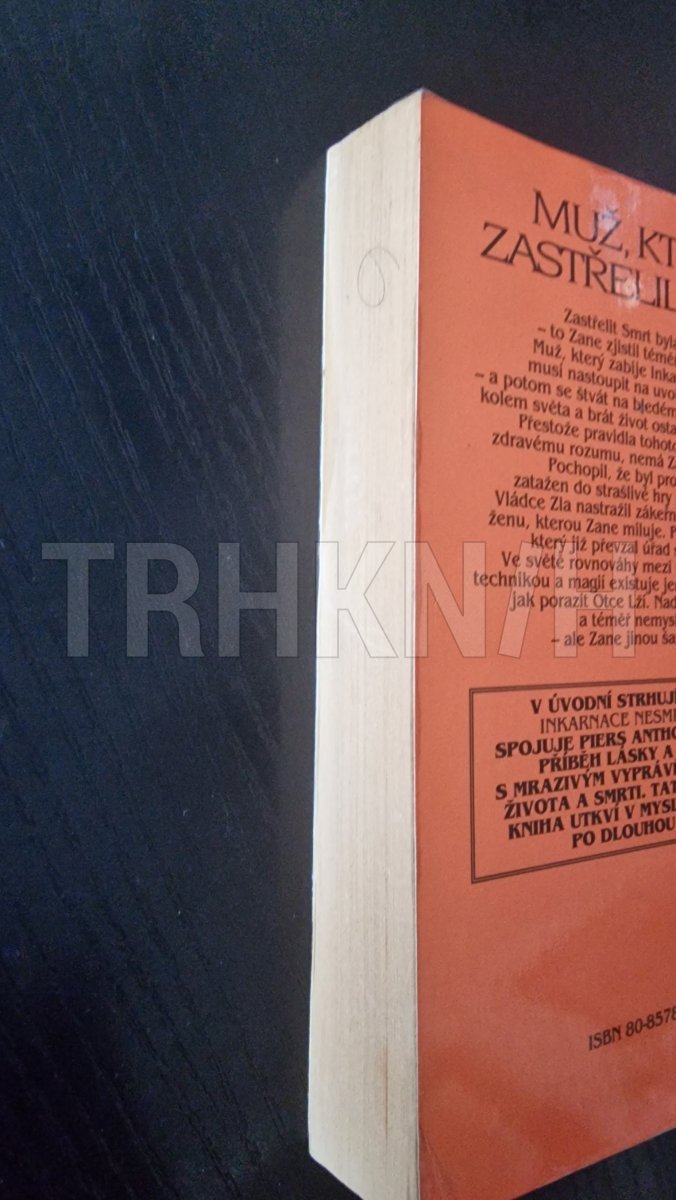 MUŽ, KT
ZASTŘELIL
Zastřelit Smrt byla
– to Zane zjistil témě
Muž, který zabije Inka
musí nastoupit na uvo
– a potom se štvát na bledém
kolem světa a brát život osta
Přestože pravidla tohoto
zdravému rozumu, nemá Z
Pochopil, že byl pro
zatažen do strašlivé hry
Vládce Zla nastražil zákeř
ženu, kterou Zane miluje. P
který již převzal úřad s
Ve světě rovnováhy mezi
technikou a magií existuje je
jak porazit Otce Lží. Nad
a téměř nemysl
– ale Zane jinou ša
TRHKNIH
V ÚVODNÍ STRHUJÍ
INKARNACE NESM
SPOJUJE PIERS ANTHO
PŘÍBĚH LÁSKY A
S MRAZIVÝM VYPRÁV
ŽIVOTA A SMRTI. TAT
KNIHA UTKVÍ V MYSL
PO DLOUHOU
ISBN 80-8578